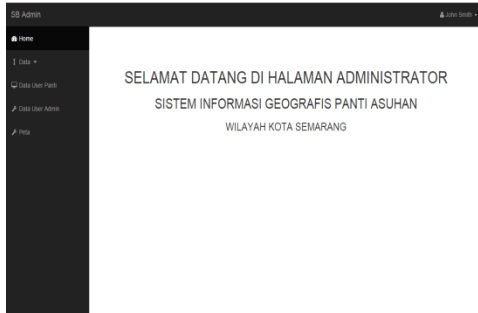 SB Admin
John Smith
Home
Data
Data User Panti
Data User Admin
Peta
SELAMAT DATANG DI HALAMAN ADMINISTRATOR
SISTEM INFORMASI GEOGRAFIS PANTI ASUHAN
WILAYAH KOTA SEMARANG